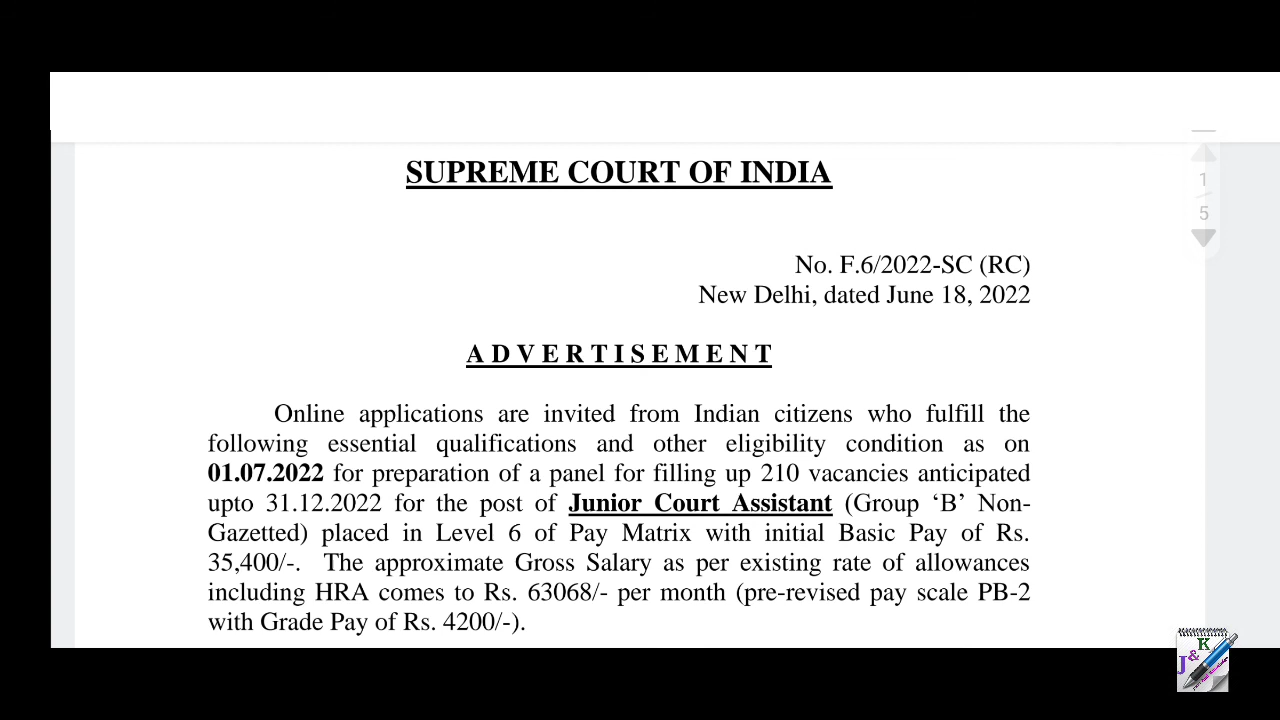 SUPREME COURT OF INDIA
1
5
No. F.6/2022-SC (RC)
New Delhi, dated June 18, 2022
A D V E R T I S E M E N T
Online applications are invited from Indian citizens who fulfill the
following essential qualifications and other eligibility condition as on
01.07.2022 for preparation of a panel for filling up 210 vacancies anticipated
upto 31.12.2022 for the post of Junior Court Assistant (Group ‘B’ Non-
Gazetted) placed in Level 6 of Pay Matrix with initial Basic Pay of Rs.
35,400/-. The approximate Gross Salary as per existing rate of allowances
including HRA comes to Rs. 63068/- per month (pre-revised pay scale PB-2
with Grade Pay of Rs. 4200/-).
J&K